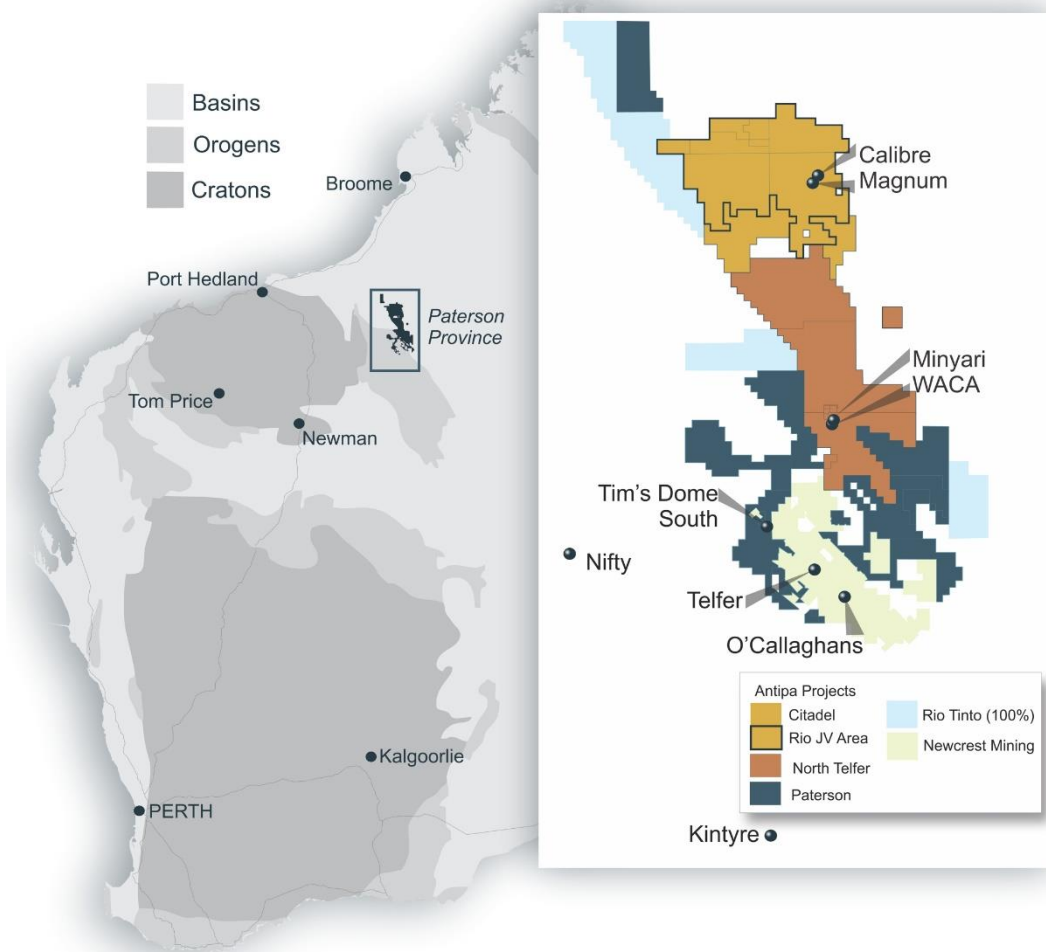 Basins
Orogens
Cratons
Broome
Port Hedland
Paterson
Province
Tom Price
Newman
Kalgoorlie
PERTH
Calibre
Magnum
Minyari
WACA
Tim's Dome
South
Nifty
Telfer
O'Callaghans
Antipa Projects
Citadel
Rio JV Area
North Telfer
Paterson
Rio Tinto (100%)
Newcrest Mining
Kintyre